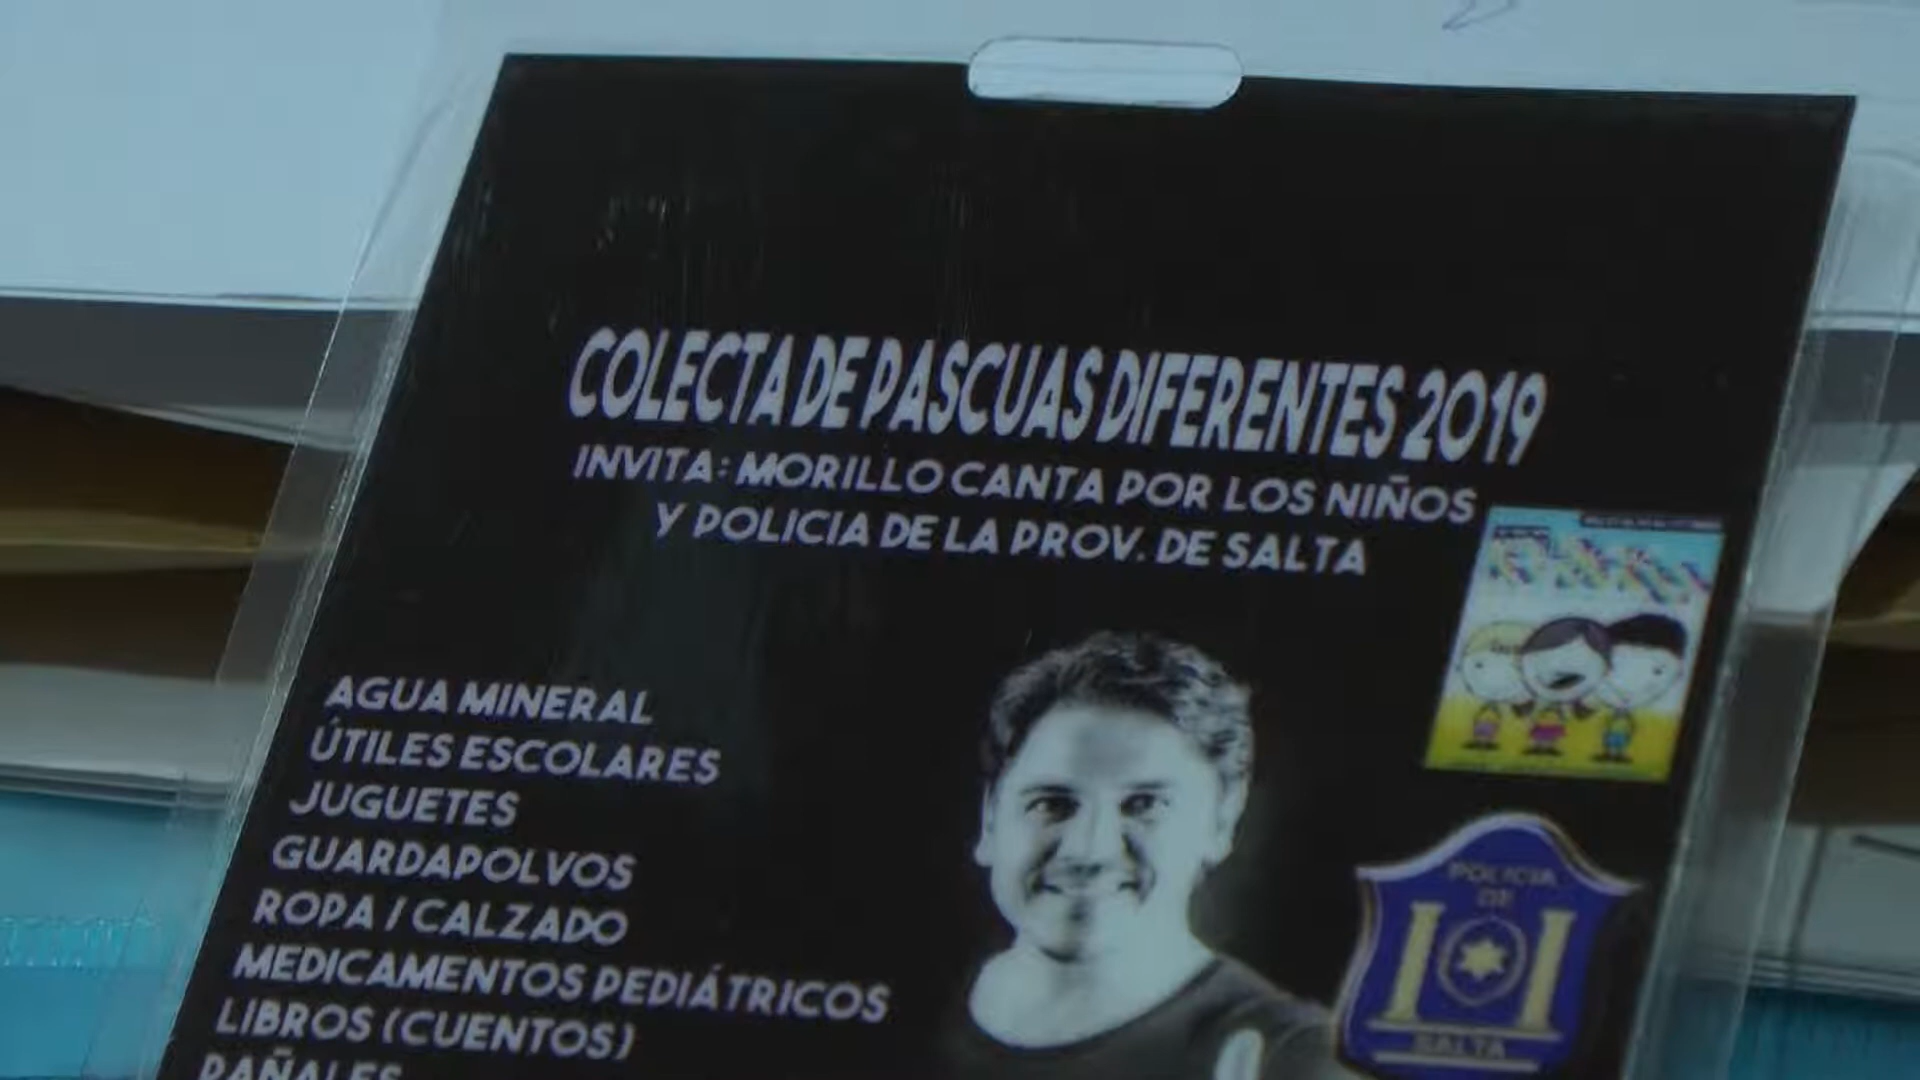 COLECTA DE PASCUAS DIFERENTES 2019
INVITA: MORILLO CANTA POR LOS NIÑOS
Y POLICIA DE LA PROV. DE SALTA
AGUA MINERAL
ÚTILES ESCOLARES
JUGUETES
GUARDAPOLVOS
ROPA / CALZADO
MEDICAMENTOS PEDIÁTRICOS
LIBROS (CUENTOS)
PAÑALES
POLICIA
DE
SALTA